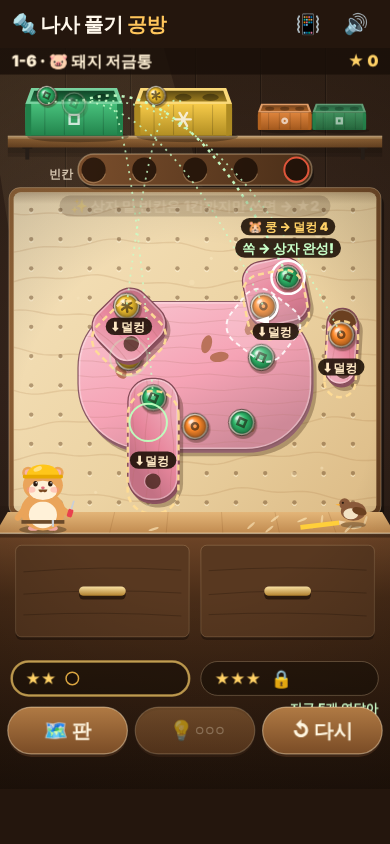 나사 풀기 공방
1-6 · 돼지 저금통
★ 0
빈칸
쿵 → 덜컹 4
쏙 → 상자 완성!
⬇덜컹
⬇덜컹
⬇덜컹
⬇덜컹
★★ ○
★★★
판
○○○
다시